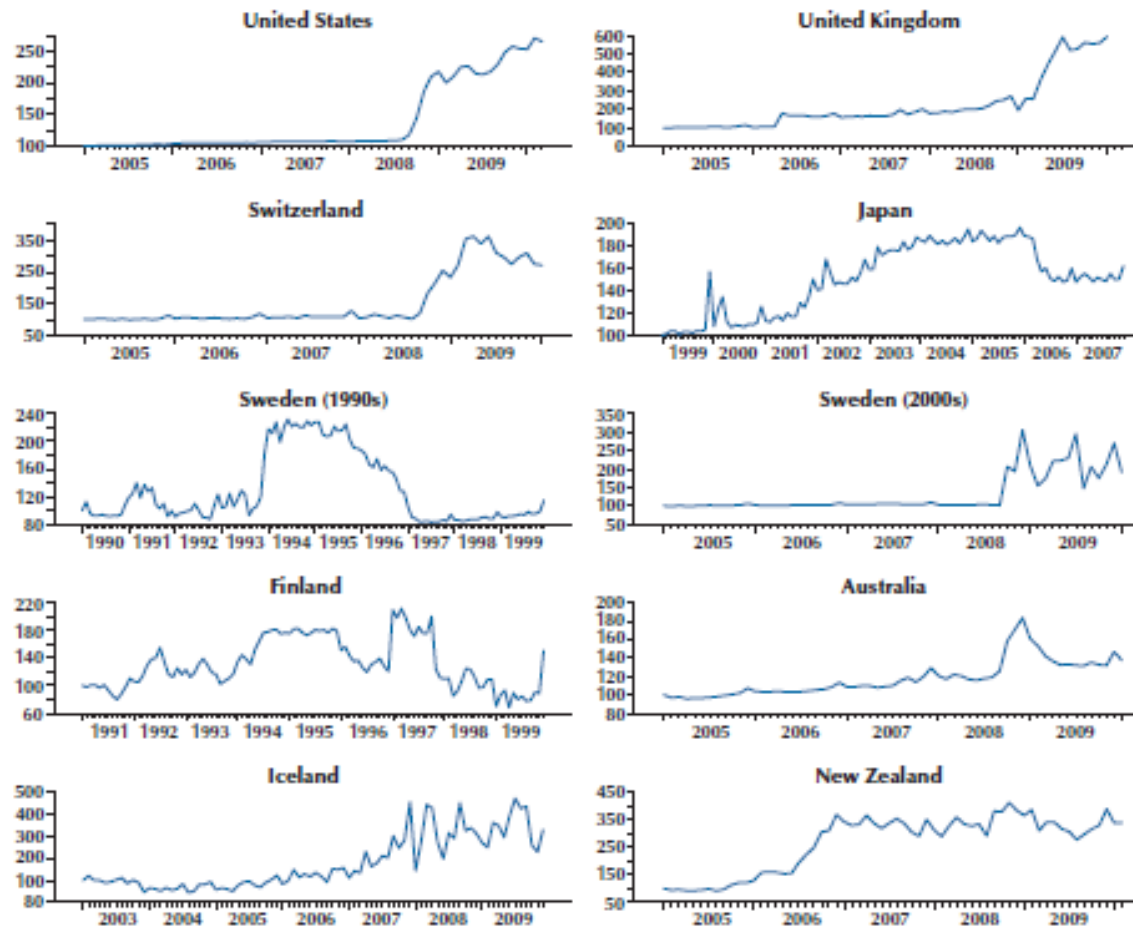 United States
250
200
150
100
2005 2006 2007 2008 2009
United Kingdom
600
500
400
300
200
100
0
2005 2006 2007 2008 2009
Switzerland
350
250
150
50
2005 2006 2007 2008 2009
Japan
200
180
160
140
120
100
1999 2000 2001 2002 2003 2004 2005 2006 2007
Sweden (1990s)
240
200
160
120
80
1990 1991 1992 1993 1994 1995 1996 1997 1998 1999
Sweden (2000s)
350
300
250
200
150
100
50
2005 2006 2007 2008 2009
Finland
220
180
140
100
60
1991 1992 1993 1994 1995 1996 1997 1998 1999
Australia
200
180
160
140
120
100
80
2005 2006 2007 2008 2009
Iceland
500
400
300
200
100
80
2003 2004 2005 2006 2007 2008 2009
New Zealand
450
350
250
150
50
2005 2006 2007 2008 2009